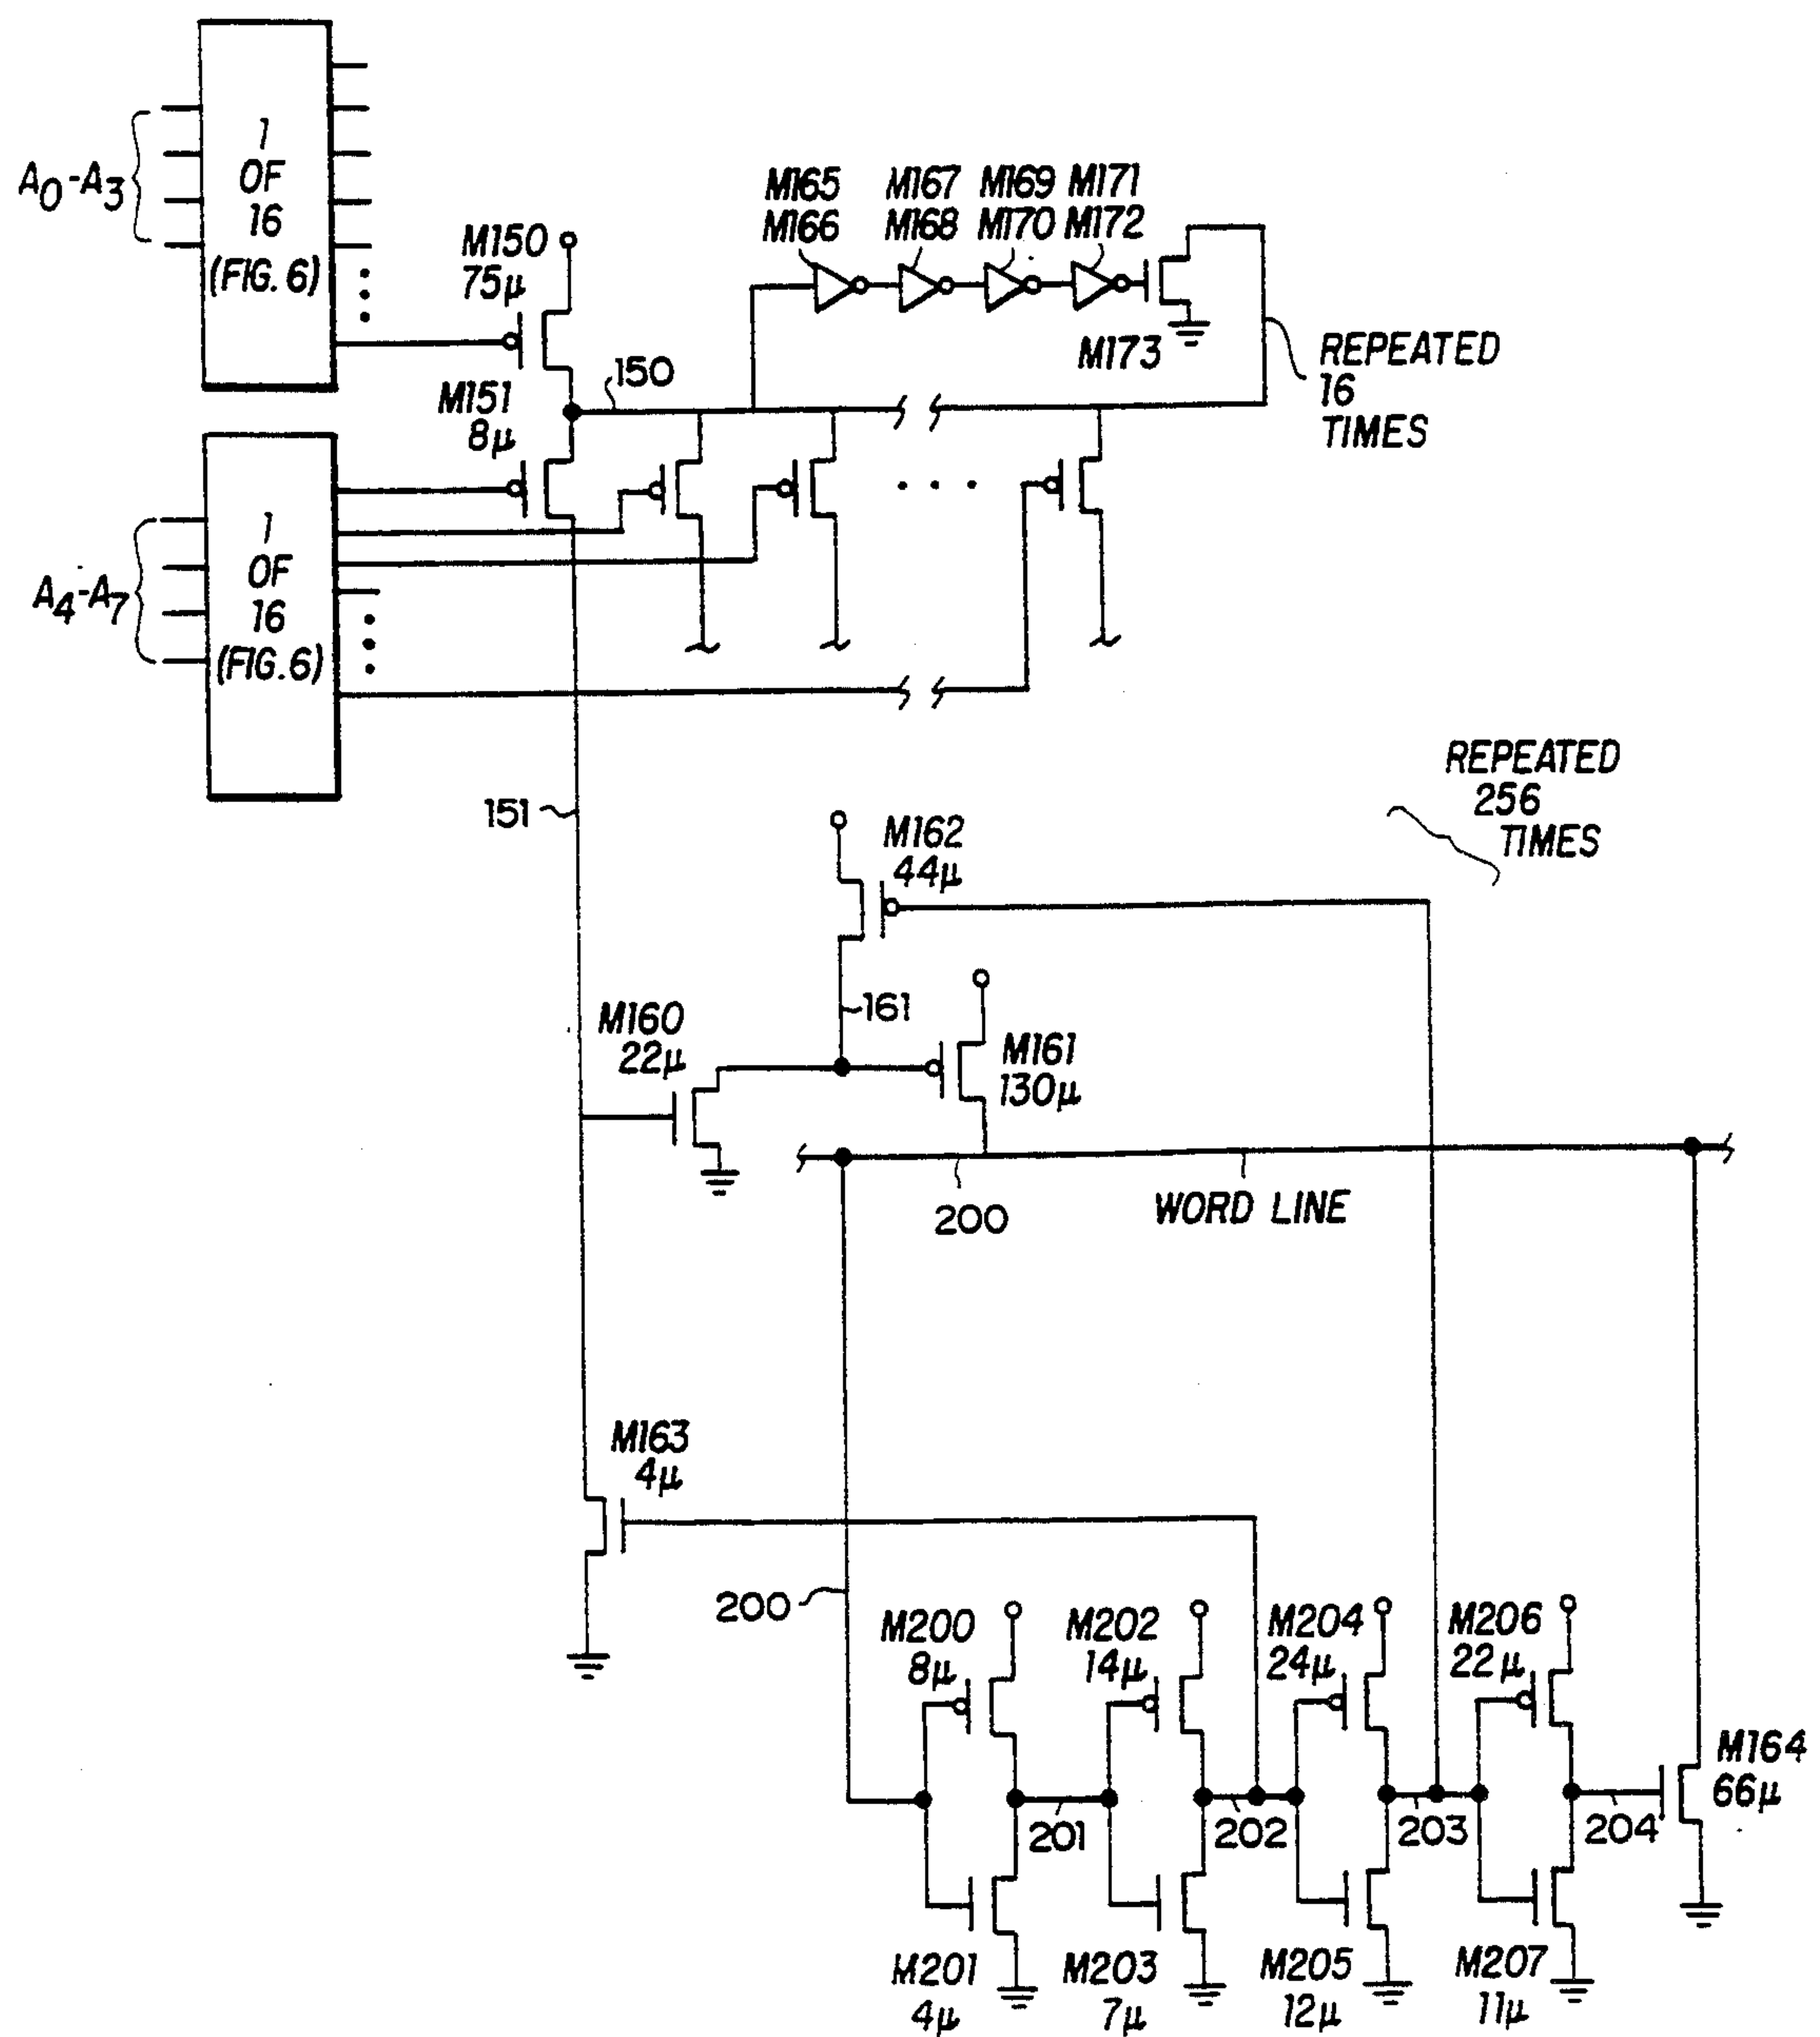 1
OF
16
(FIG. 6)
A0-A3
M150
75μ
M165 M167 M169 M171
M166 M168 M170 M172
M173
REPEATED
16
TIMES
150
M151
8μ
1
OF
16
(FIG. 6)
A4-A7
151
REPEATED
256
TIMES
M162
44μ
161
M160
22μ
M161
130μ
200
WORD LINE
M163
4μ
200
M200
8μ
M202
14μ
M204
24μ
M206
22μ
M164
66μ
201
202
203
204
M201
4μ
M203
7μ
M205
12μ
M207
11μ